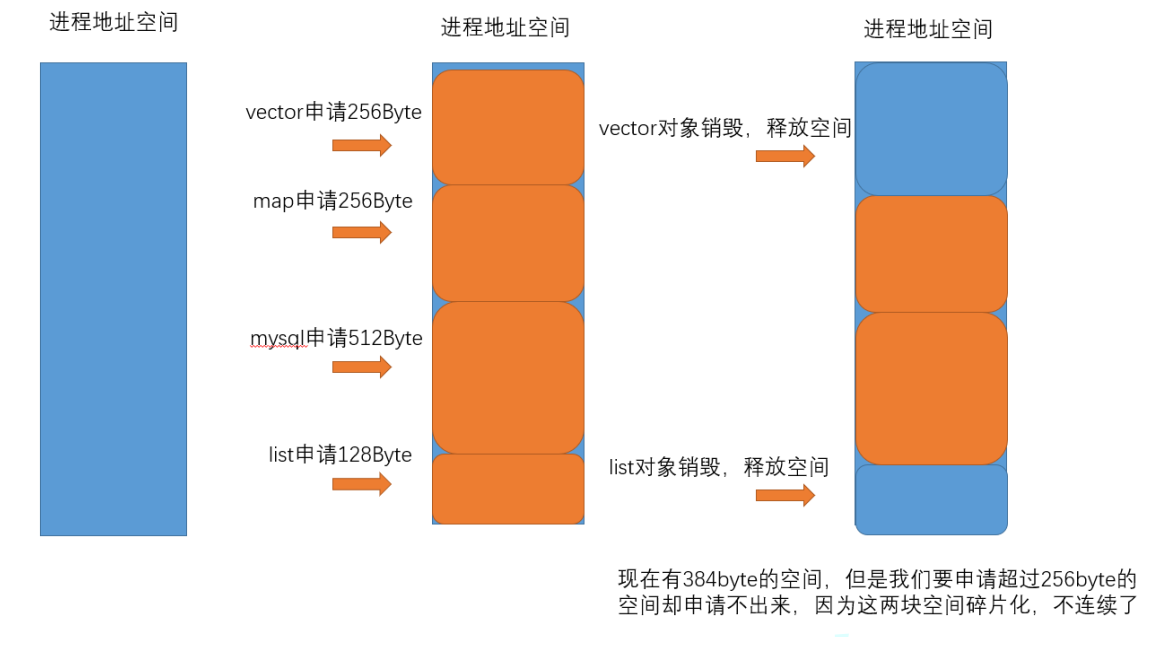 进程地址空间
进程地址空间
进程地址空间
vector申请256Byte
map申请256Byte
mysql申请512Byte
list申请128Byte
vector对象销毁，释放空间
list对象销毁，释放空间
现在有384byte的空间，但是我们要申请超过256byte的
空间却申请不出来，因为这两块空间碎片化，不连续了